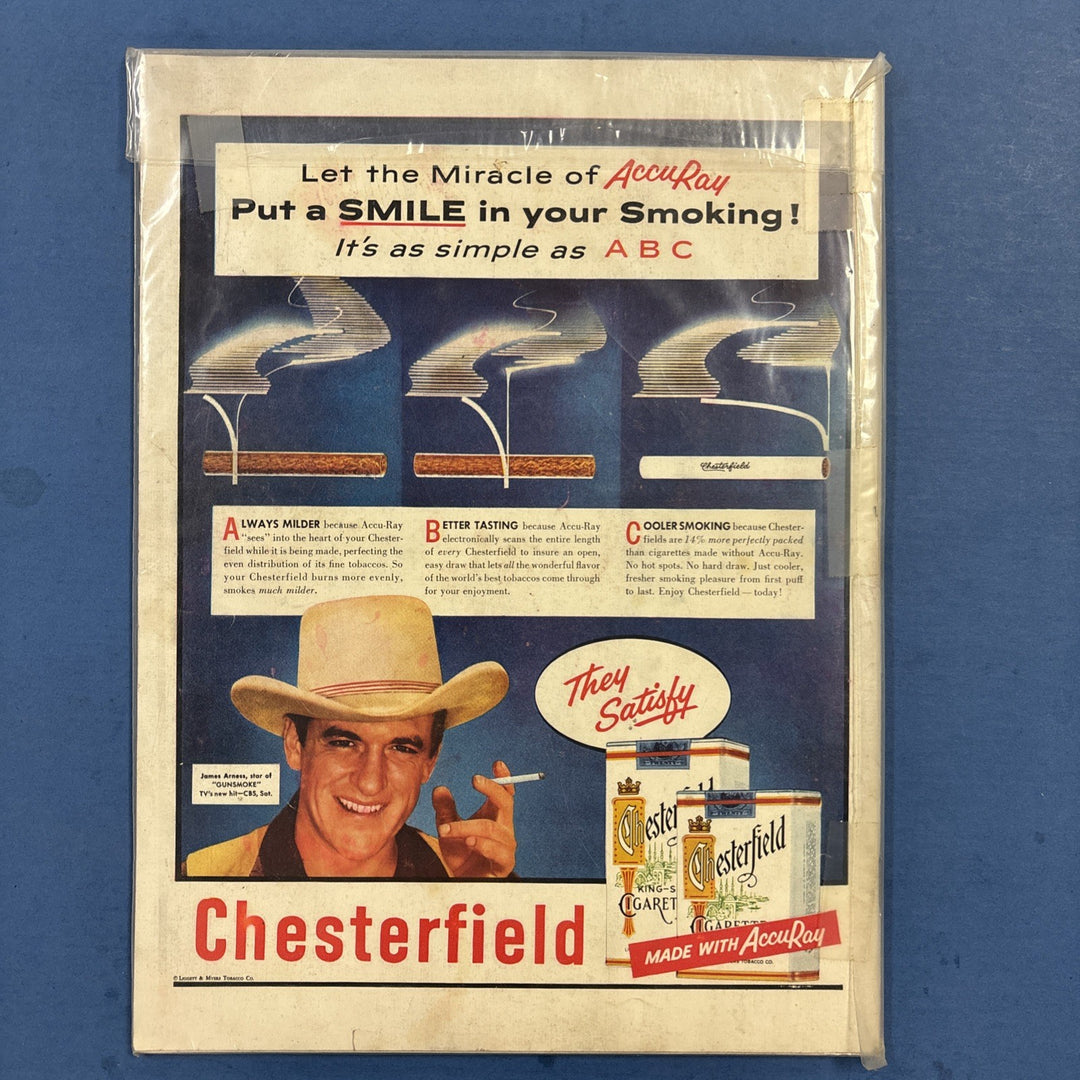 Let the Miracle of AccuRay
Put a SMILE in your Smoking!
It's as simple as A B C
Chesterfield
ALWAYS MILDER because Accu-Ray
"sees" into the heart of your Chester-
field while it is being made, perfecting the
even distribution of its fine tobaccos. So
your Chesterfield burns more evenly,
smokes much milder.
BETTER TASTING because Accu-Ray
electronically scans the entire length
of every Chesterfield to insure an open,
easy draw that lets all the wonderful flavor
of the world's best tobaccos come through
for your enjoyment.
COOLER SMOKING because Chester-
fields are 14% more perfectly packed
than cigarettes made without Accu-Ray.
No hot spots. No hard draw. Just cooler,
fresher smoking pleasure from first puff
to last. Enjoy Chesterfield — today!
They
Satisfy
James Arness, star of
"GUNSMOKE"
TV's new hit—CBS, Sat.
Chester
KING-S
CIGARET
TWENTY
Chesterfield
CIGARETTE
TOBACCO CO.
MADE WITH AccuRay
Chesterfield
© Liggett & Myers Tobacco Co.